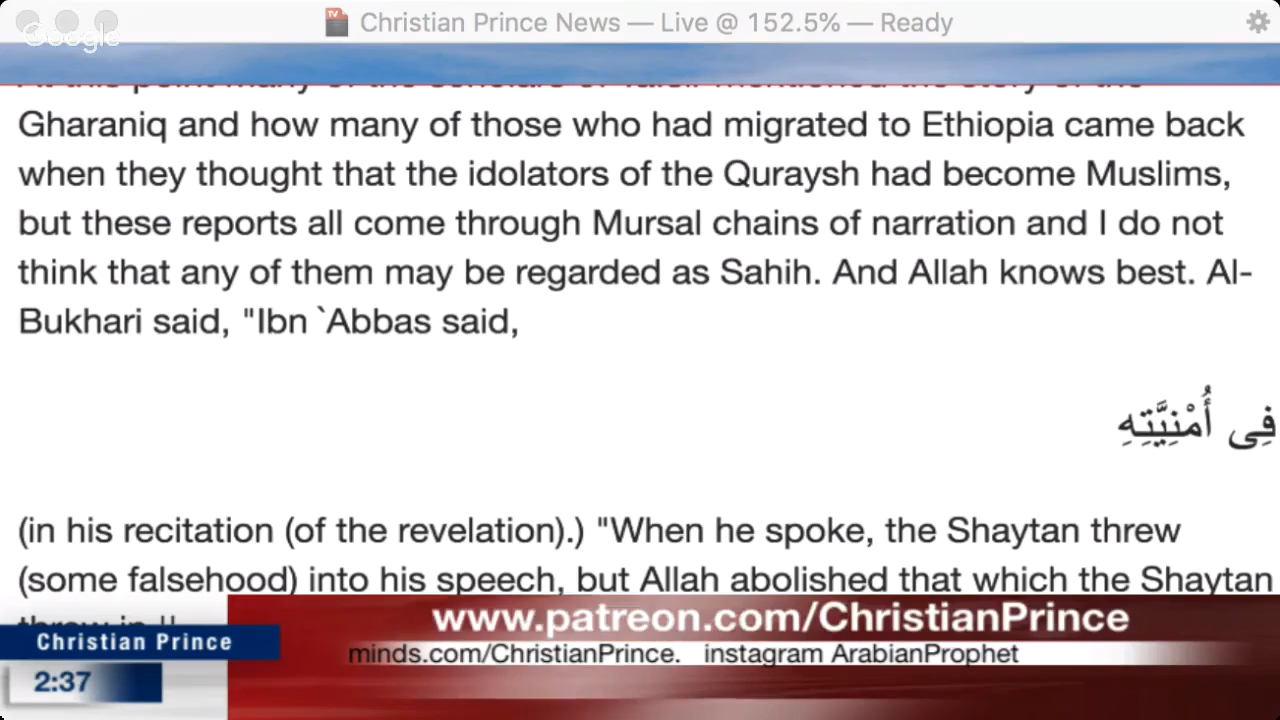 Google
Christian Prince News — Live @ 152.5% — Ready
Gharaniq and how many of those who had migrated to Ethiopia came back
when they thought that the idolators of the Quraysh had become Muslims,
but these reports all come through Mursal chains of narration and I do not
think that any of them may be regarded as Sahih. And Allah knows best. Al-
Bukhari said, "Ibn `Abbas said,
فِى أُمْنِيَّتِهِ
(in his recitation (of the revelation).) "When he spoke, the Shaytan threw
(some falsehood) into his speech, but Allah abolished that which the Shaytan
www.patreon.com/ChristianPrince
Christian Prince
minds.com/ChristianPrince. instagram ArabianProphet
2:37